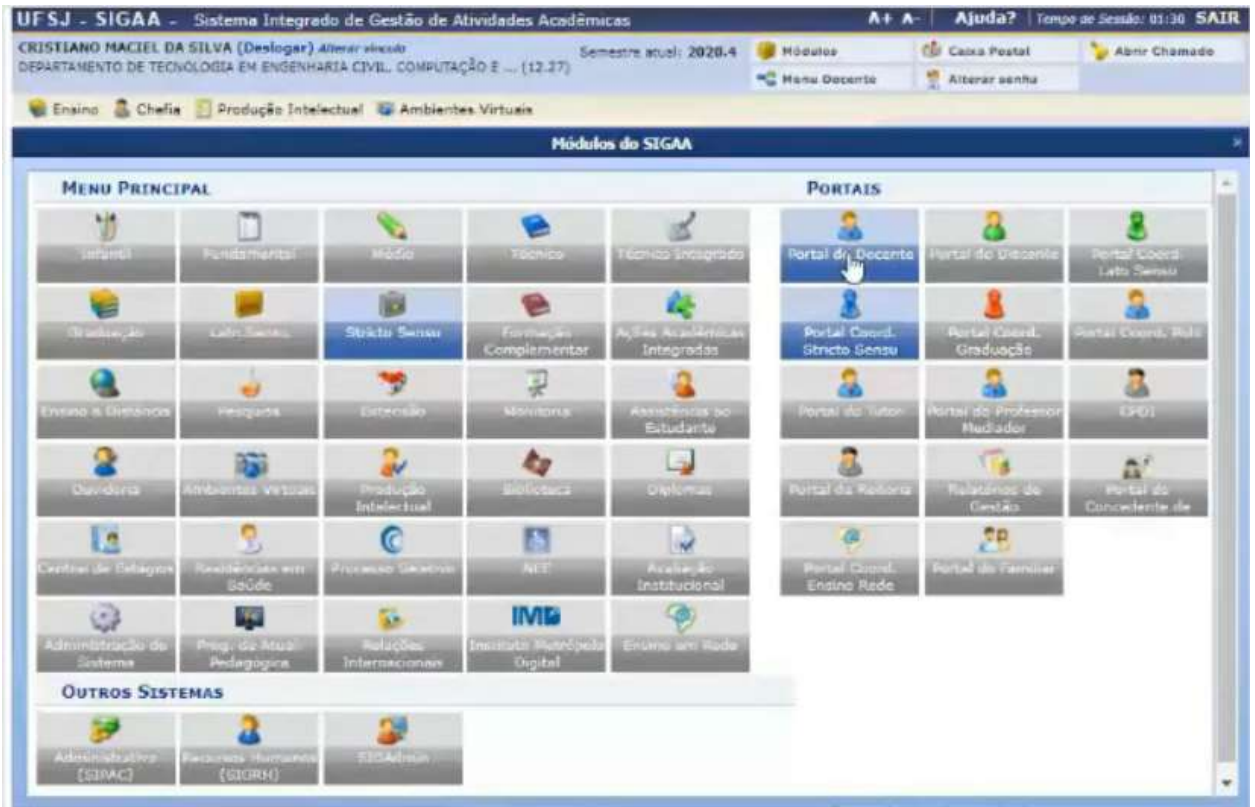 UFSJ - SIGAA - Sistema Integrado de Gestão de Atividades Acadêmicas A+ A- Ajuda? Tempo de Sessão: 01:30 SAIR
CRISTIANO MACIEL DA SILVA (Deslogar) Alterar vínculo Semestre atual: 2020.4 Módulos Caixa Postal Abrir Chamado
DEPARTAMENTO DE TECNOLOGIA EM ENGENHARIA CIVIL, COMPUTAÇÃO E ... (12.27) Menu Docente Alterar senha
Ensino Chefia Produção Intelectual Ambientes Virtuais
Módulos do SIGAA
MENU PRINCIPAL PORTAIS
Infantil Fundamental Médio Técnico Técnico Integrado Portal do Docente Portal do Discente Portal Coord. Lato Sensu
Graduação Lato Sensu Stricto Sensu Formação Complementar Ações Acadêmicas Integradas Portal Coord. Stricto Sensu Portal Coord. Graduação Portal Coord. Polo
Ensino a Distância Pesquisa Extensão Monitoria Assistência ao Estudante Portal do Tutor Portal do Professor Mediador CPDI
Ouvidoria Ambientes Virtuais Produção Intelectual Biblioteca Diplomas Portal da Reitoria Relatórios de Gestão Portal do Concedente de
Central de Estágios Residências em Saúde Processo Seletivo NEE Avaliação Institucional Portal Coord. Ensino Rede Portal do Familiar
Administração do Sistema Prog. de Atual. Pedagógica Relações Internacionais IMD Instituto Metrópole Digital Ensino em Rede
OUTROS SISTEMAS
Administrativo (SIPAC) Recursos Humanos (SIGRH) SIGAdmin